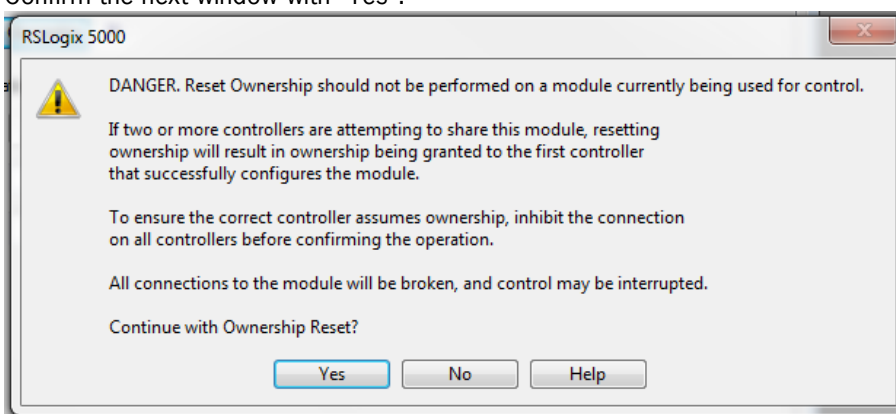 Confirm the next window with "Yes".
RSLogix 5000
DANGER. Reset Ownership should not be performed on a module currently being used for control.
If two or more controllers are attempting to share this module, resetting
ownership will result in ownership being granted to the first controller
that successfully configures the module.
To ensure the correct controller assumes ownership, inhibit the connection
on all controllers before confirming the operation.
All connections to the module will be broken, and control may be interrupted.
Continue with Ownership Reset?
Yes No Help